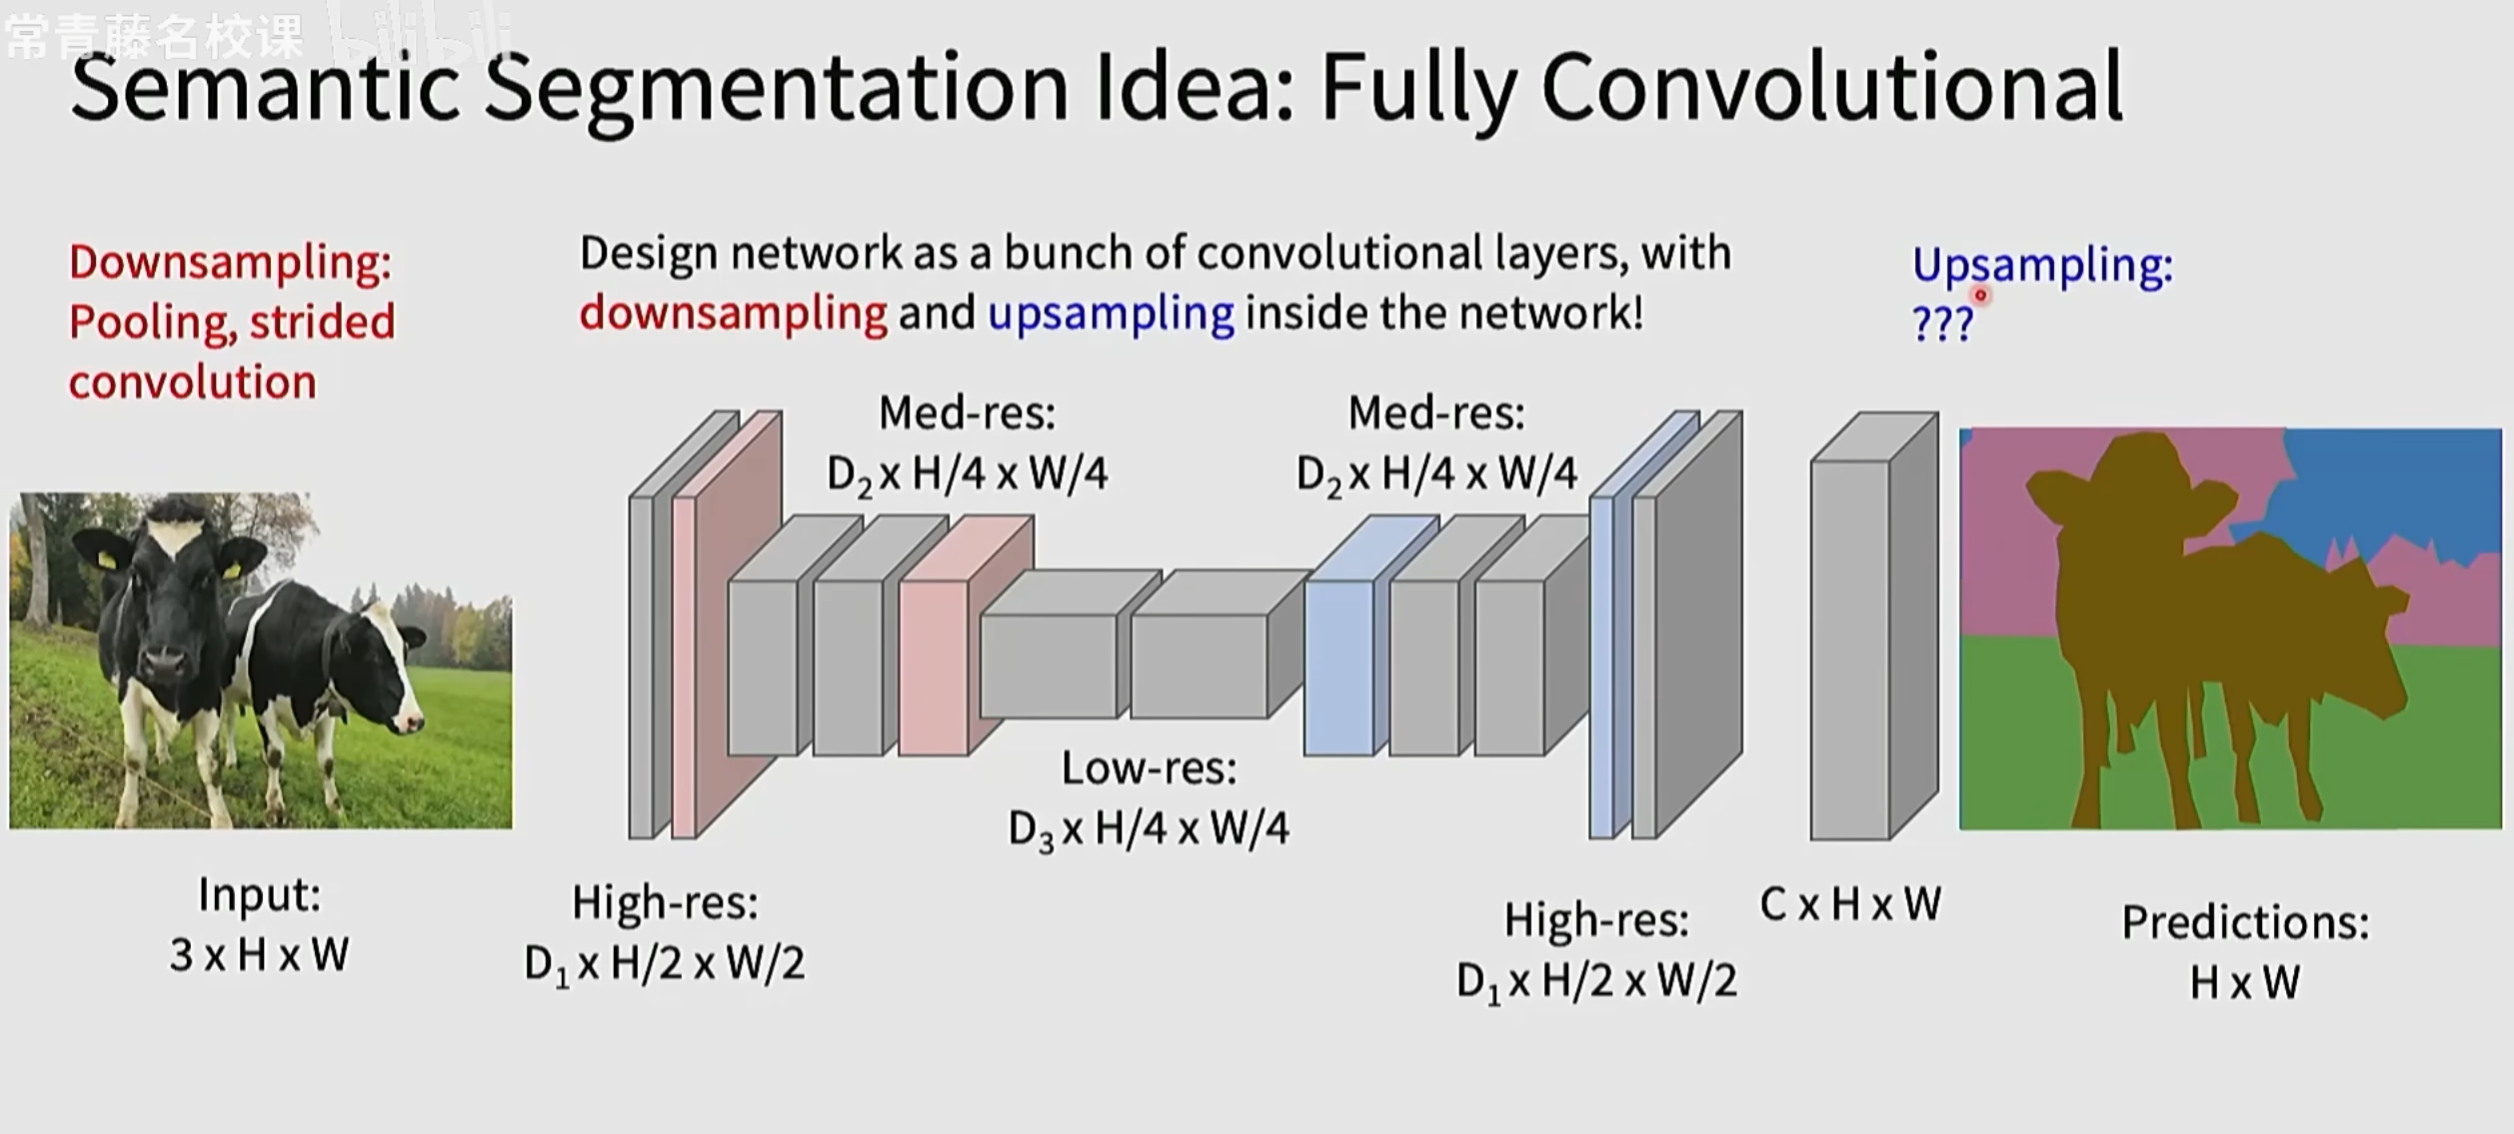 常青藤名校课 bilibili
Semantic Segmentation Idea: Fully Convolutional
Downsampling:
Pooling, strided
convolution
Design network as a bunch of convolutional layers, with
downsampling and upsampling inside the network!
Upsampling:
???
Med-res:
D₂ x H/4 x W/4
Med-res:
D₂ x H/4 x W/4
Low-res:
D₃ x H/4 x W/4
Input:
3 x H x W
High-res:
D₁ x H/2 x W/2
High-res:
D₁ x H/2 x W/2
C x H x W
Predictions:
H x W